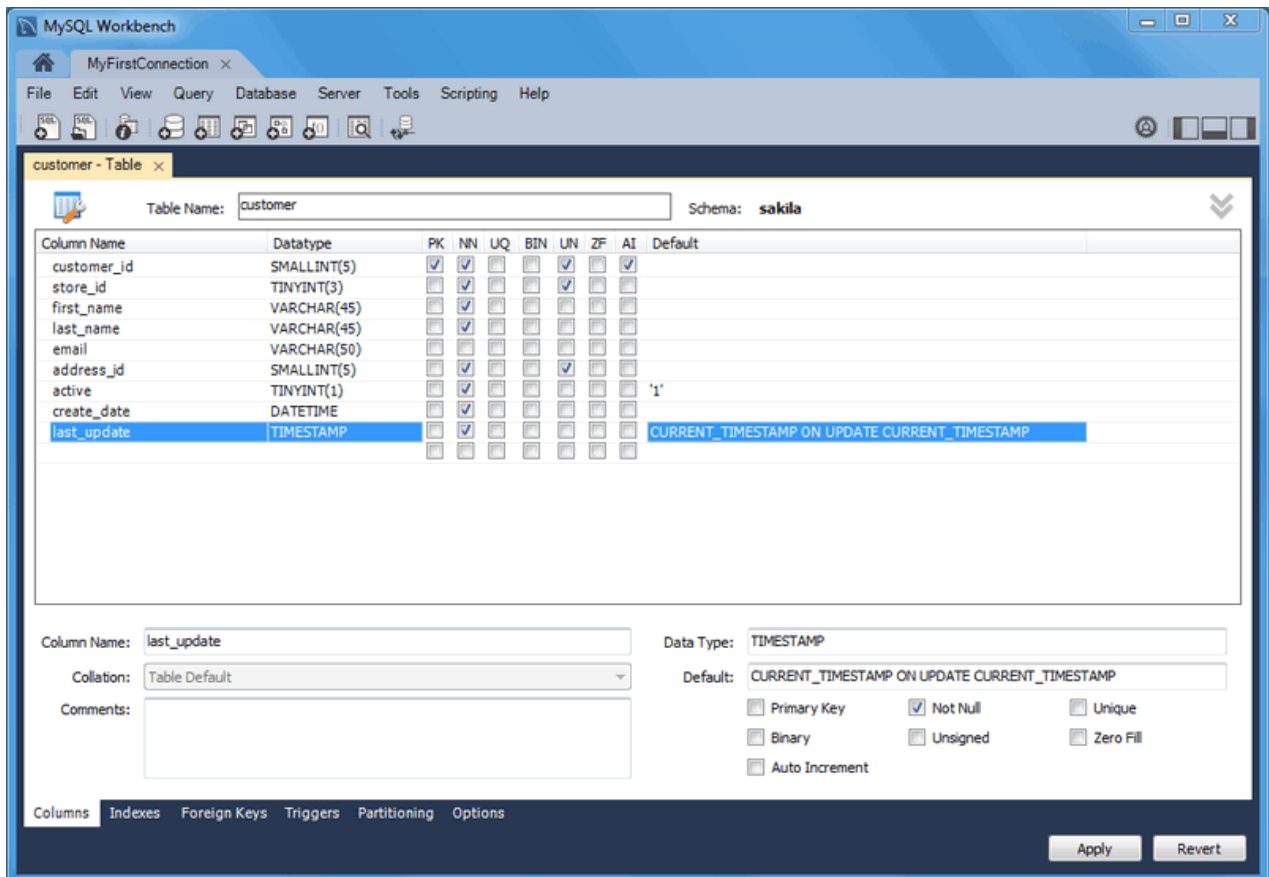 MySQL Workbench
MyFirstConnection
File Edit View Query Database Server Tools Scripting Help
SQL SQL
customer - Table
Table Name: customer Schema: sakila
Column Name Datatype PK NN UQ BIN UN ZF AI Default
customer_id SMALLINT(5)
store_id TINYINT(3)
first_name VARCHAR(45)
last_name VARCHAR(45)
email VARCHAR(50)
address_id SMALLINT(5)
active TINYINT(1) '1'
create_date DATETIME
last_update TIMESTAMP CURRENT_TIMESTAMP ON UPDATE CURRENT_TIMESTAMP
Column Name: last_update Data Type: TIMESTAMP
Collation: Table Default Default: CURRENT_TIMESTAMP ON UPDATE CURRENT_TIMESTAMP
Comments: Primary Key Not Null Unique
Binary Unsigned Zero Fill
Auto Increment
Columns Indexes Foreign Keys Triggers Partitioning Options
Apply Revert